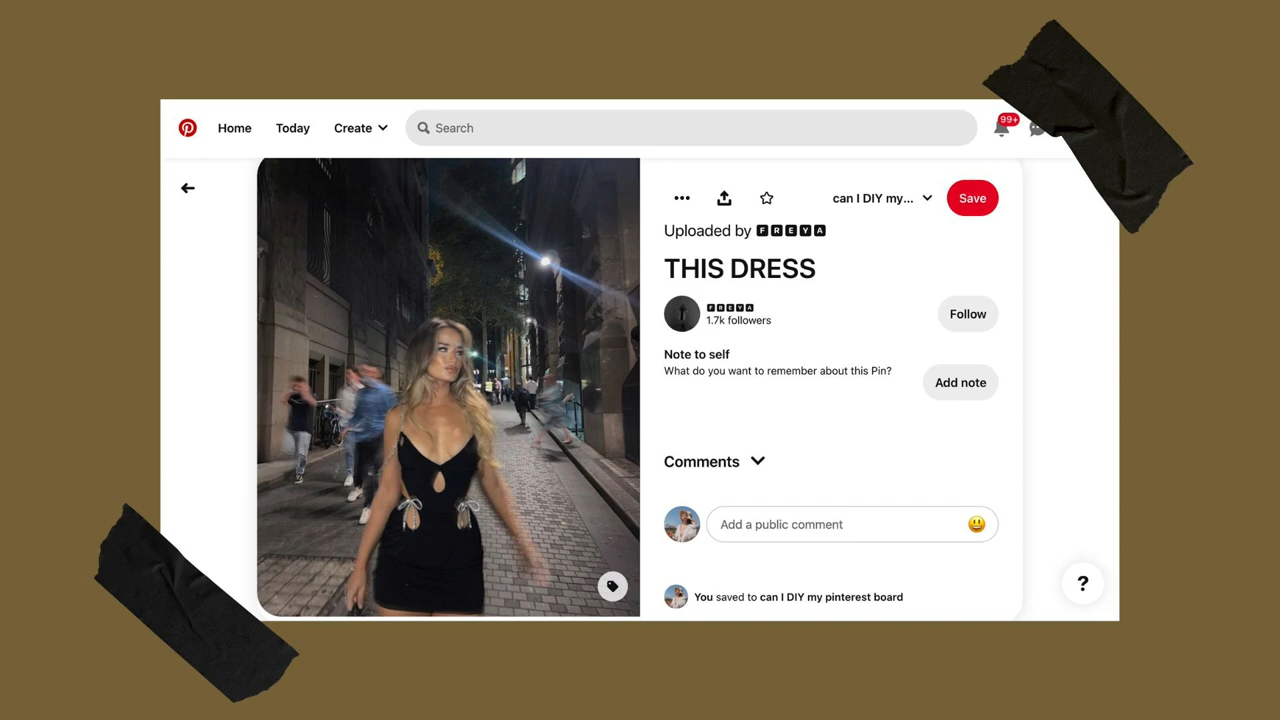 Home
Today
Create
Search
99+
can I DIY my...
Save
Uploaded by 🅵🆁🅴🆈🅰
THIS DRESS
🅵🆁🅴🆈🅰
1.7k followers
Follow
Note to self
What do you want to remember about this Pin?
Add note
Comments
Add a public comment
You saved to can I DIY my pinterest board
?